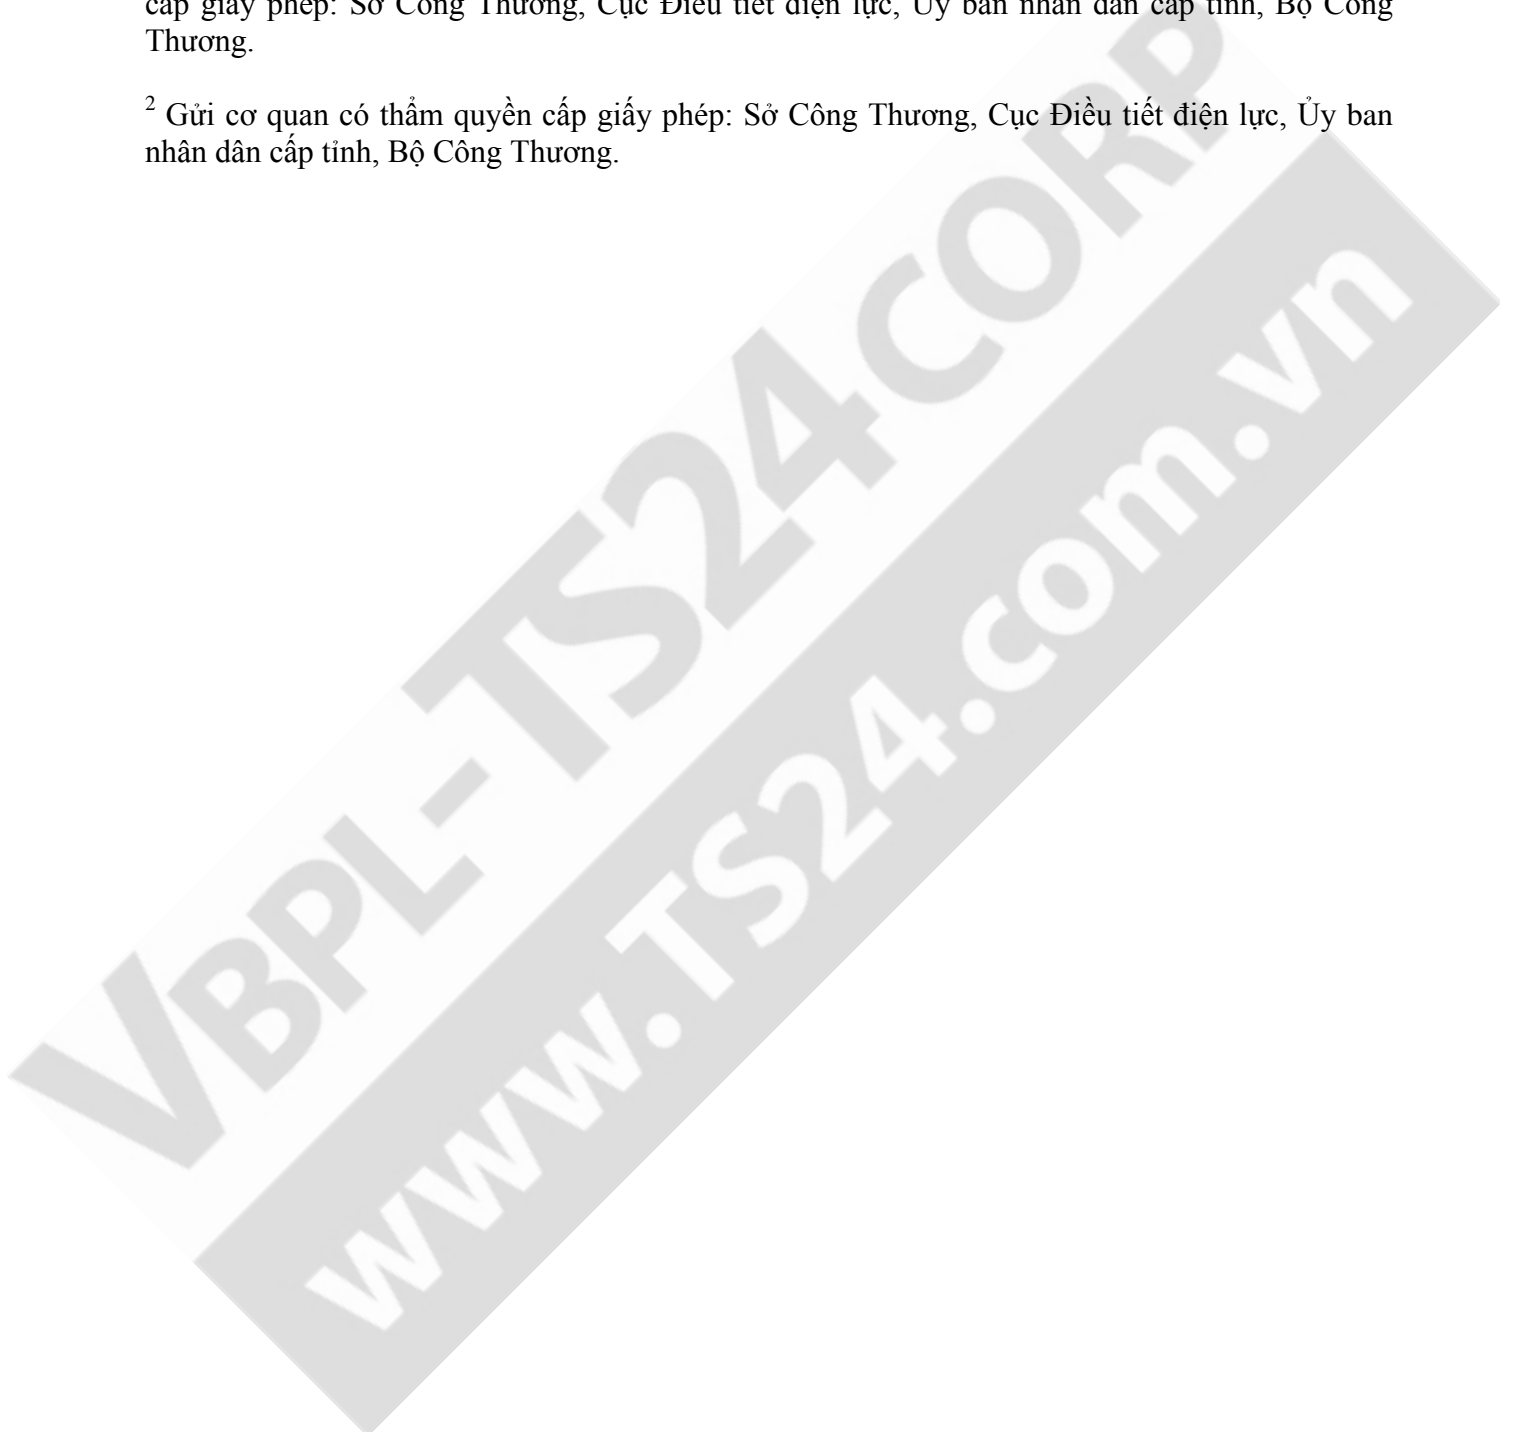 cấp giấy phép: Sở Công Thương, Cục Điều tiết điện lực, Ủy ban nhân dân cấp tỉnh, Bộ Công
Thương.
2 Gửi cơ quan có thẩm quyền cấp giấy phép: Sở Công Thương, Cục Điều tiết điện lực, Ủy ban
nhân dân cấp tỉnh, Bộ Công Thương.
VBPL-TS24CORP
www.TS24.com.vn